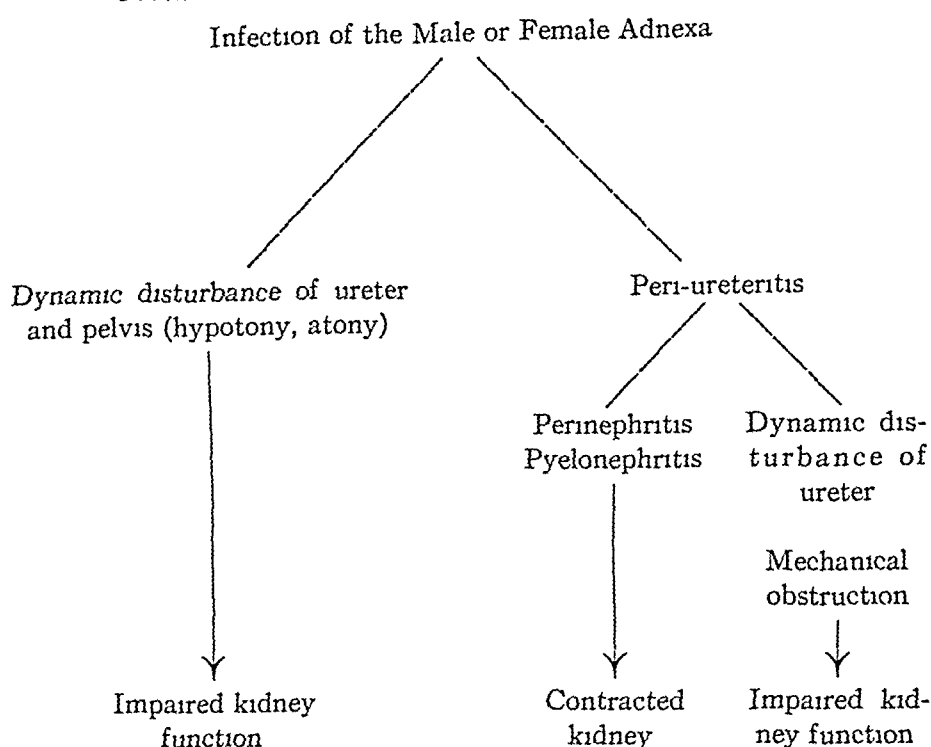 Infection of the Male or Female Adnexa
Dynamic disturbance of ureter
and pelvis (hypotony, atony)
Peri-ureteritis
Perinephritis
Pyelonephritis
Dynamic dis-
turbance of
ureter
Mechanical
obstruction
Impaired kidney
function
Contracted
kidney
Impaired kid-
ney function